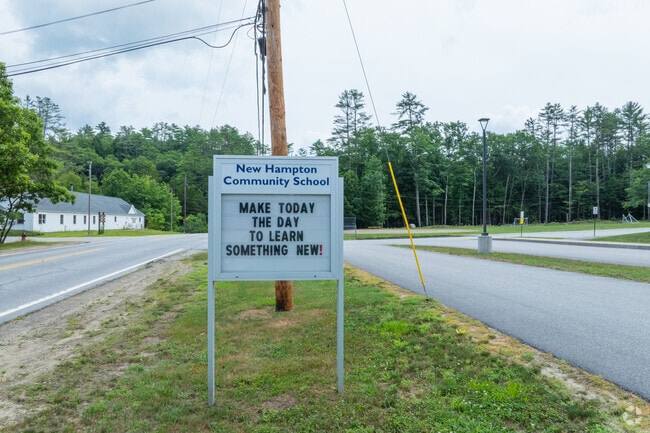 New Hampton
Community School
MAKE TODAY
THE DAY
TO LEARN
SOMETHING NEW!